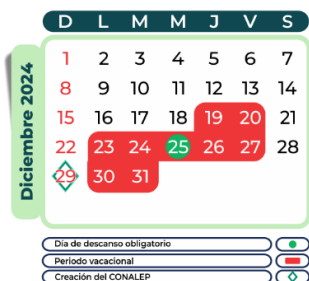 D L M M J V S
Diciembre 2024
1 2 3 4 5 6 7
8 9 10 11 12 13 14
15 16 17 18 19 20 21
22 23 24 25 26 27 28
29 30 31
Día de descanso obligatorio
Periodo vacacional
Creación del CONALEP